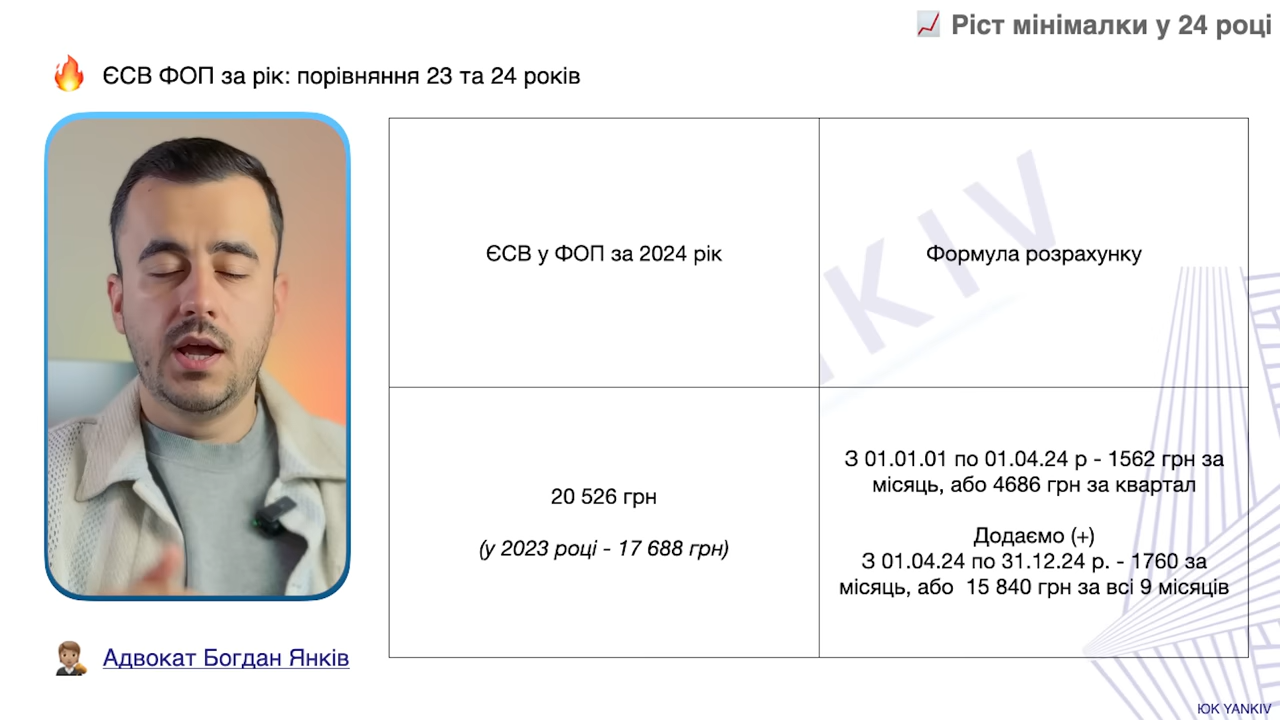 Ріст мінімалки у 24 році
ЄСВ ФОП за рік: порівняння 23 та 24 років
ЄСВ у ФОП за 2024 рік
Формула розрахунку
20 526 грн
(у 2023 році - 17 688 грн)
З 01.01.01 по 01.04.24 р - 1562 грн за
місяць, або 4686 грн за квартал
Додаємо (+)
З 01.04.24 по 31.12.24 р. - 1760 за
місяць, або 15 840 грн за всі 9 місяців
Адвокат Богдан Янків
ЮК YANKIV